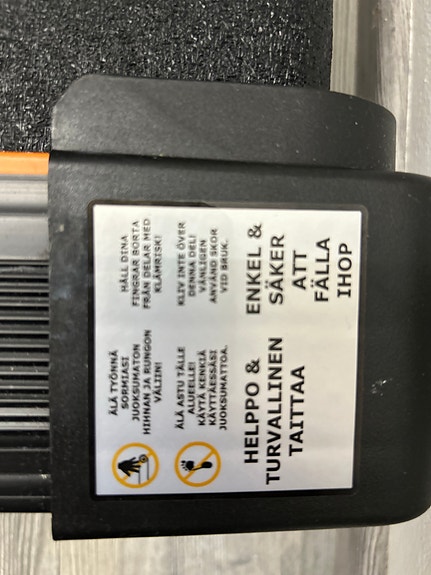 ÄLÄ TYÖNNÄ
SORMIASI
JUOKSUMATON
HIHNAN JA RUNGON
VÄLIIN!
HÅLL DINA
FINGRAR BORTA
FRÅN DELAR MED
KLÄMRISK!
ÄLÄ ASTU TÄLLE
ALUEELLE!
KÄYTÄ KENKIÄ
KÄYTTÄESSÄSI
JUOKSUMATTOA.
KLIV INTE ÖVER
DENNA DEL!
VÄNLIGEN
ANVÄND SKOR
VID BRUK.
HELPPO &
TURVALLINEN
TAITTAA
ENKEL &
SÄKER
ATT
FÄLLA
IHOP